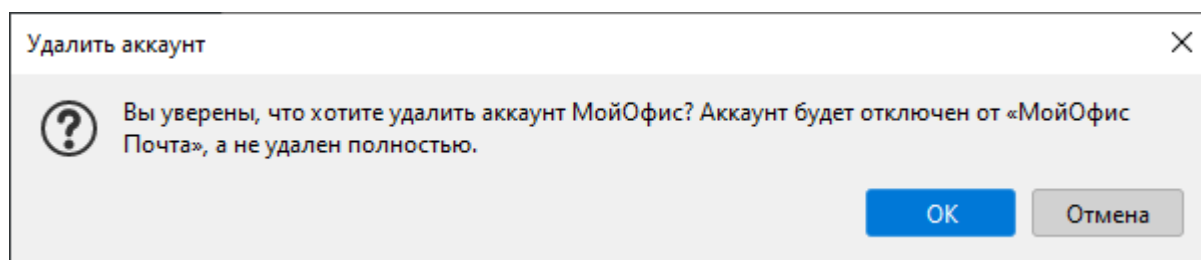 Удалить аккаунт
Вы уверены, что хотите удалить аккаунт МойОфис? Аккаунт будет отключен от «МойОфис
Почта», а не удален полностью.
ОК Отмена